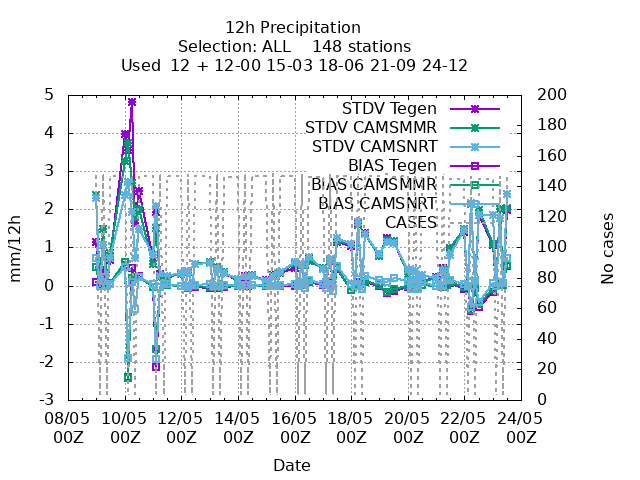 12h Precipitation
Selection: ALL    148 stations
Used  12 + 12-00 15-03 18-06 21-09 24-12
STDV Tegen
STDV CAMSMMR
STDV CAMSNRT
BIAS Tegen
BIAS CAMSMMR
BIAS CAMSNRT
CASES
mm/12h
5
4
3
2
1
0
-1
-2
-3
No cases
200
180
160
140
120
100
80
60
40
20
0
08/05 10/05 12/05 14/05 16/05 18/05 20/05 22/05 24/05
00Z 00Z 00Z 00Z 00Z 00Z 00Z 00Z 00Z
Date